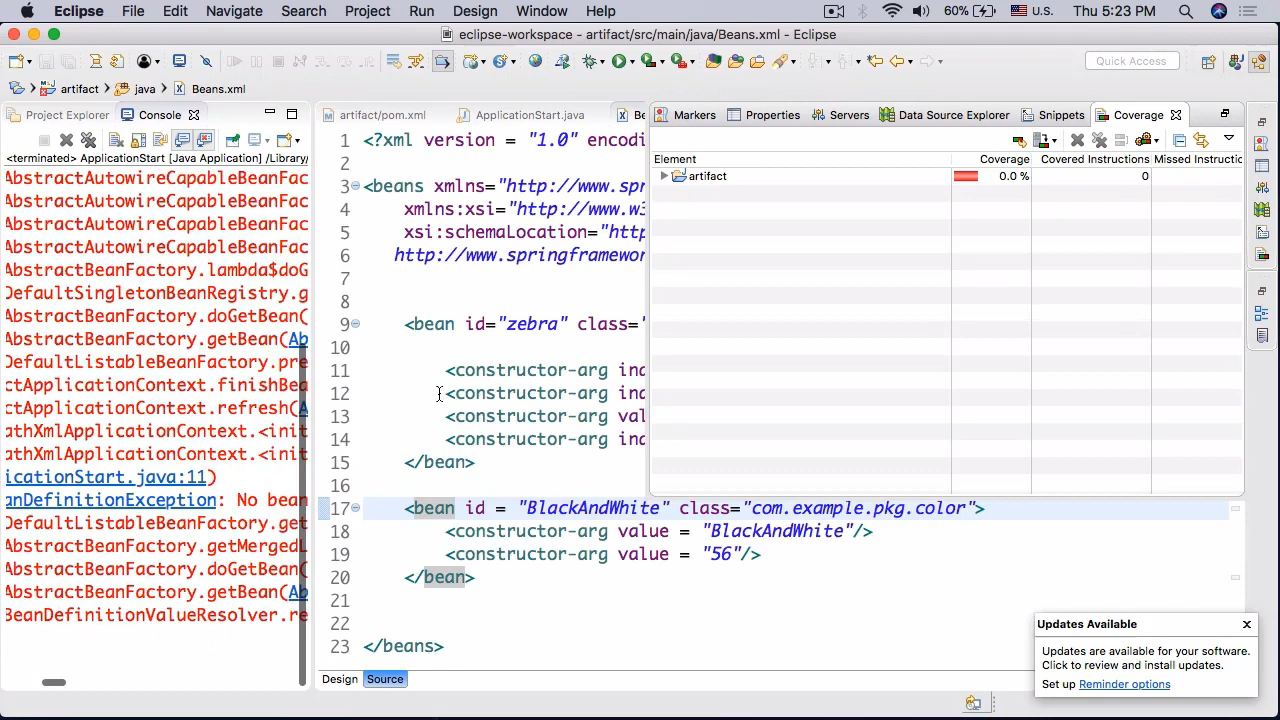 Eclipse File Edit Navigate Search Project Run Design Window Help 60% U.S. Thu 5:23 PM
eclipse-workspace - artifact/src/main/java/Beans.xml - Eclipse
Quick Access
artifact java Beans.xml
Project Explorer Console
<terminated> ApplicationStart [Java Application] /Library/
AbstractAutowireCapableBeanFac
AbstractAutowireCapableBeanFac
AbstractAutowireCapableBeanFac
AbstractAutowireCapableBeanFac
AbstractBeanFactory.lambda$doG
DefaultSingletonBeanRegistry.g
AbstractBeanFactory.doGetBean(
AbstractBeanFactory.getBean(Ab
DefaultListableBeanFactory.pre
ctApplicationContext.finishBea
ctApplicationContext.refresh(A
athXmlApplicationContext.<init
athXmlApplicationContext.<init
icationStart.java:11)
anDefinitionException: No bean
DefaultListableBeanFactory.get
AbstractBeanFactory.getMergedL
AbstractBeanFactory.doGetBean(
AbstractBeanFactory.getBean(Ab
BeanDefinitionValueResolver.re
artifact/pom.xml ApplicationStart.java Be
1 <?xml version = "1.0" encodi
2
3 <beans xmlns="http://www.spr
4 xmlns:xsi="http://www.w3
5 xsi:schemaLocation="http
6 http://www.springframewor
7
8
9 <bean id="zebra" class="
10
11 <constructor-arg ind
12 <constructor-arg ind
13 <constructor-arg val
14 <constructor-arg ind
15 </bean>
16
17 <bean id = "BlackAndWhite" class="com.example.pkg.color">
18 <constructor-arg value = "BlackAndWhite"/>
19 <constructor-arg value = "56"/>
20 </bean>
21
22
23 </beans>
Design Source
Markers Properties Servers Data Source Explorer Snippets Coverage
Element Coverage Covered Instructions Missed Instructio
artifact 0.0 % 0
Updates Available
Updates are available for your software.
Click to review and install updates.
Set up Reminder options